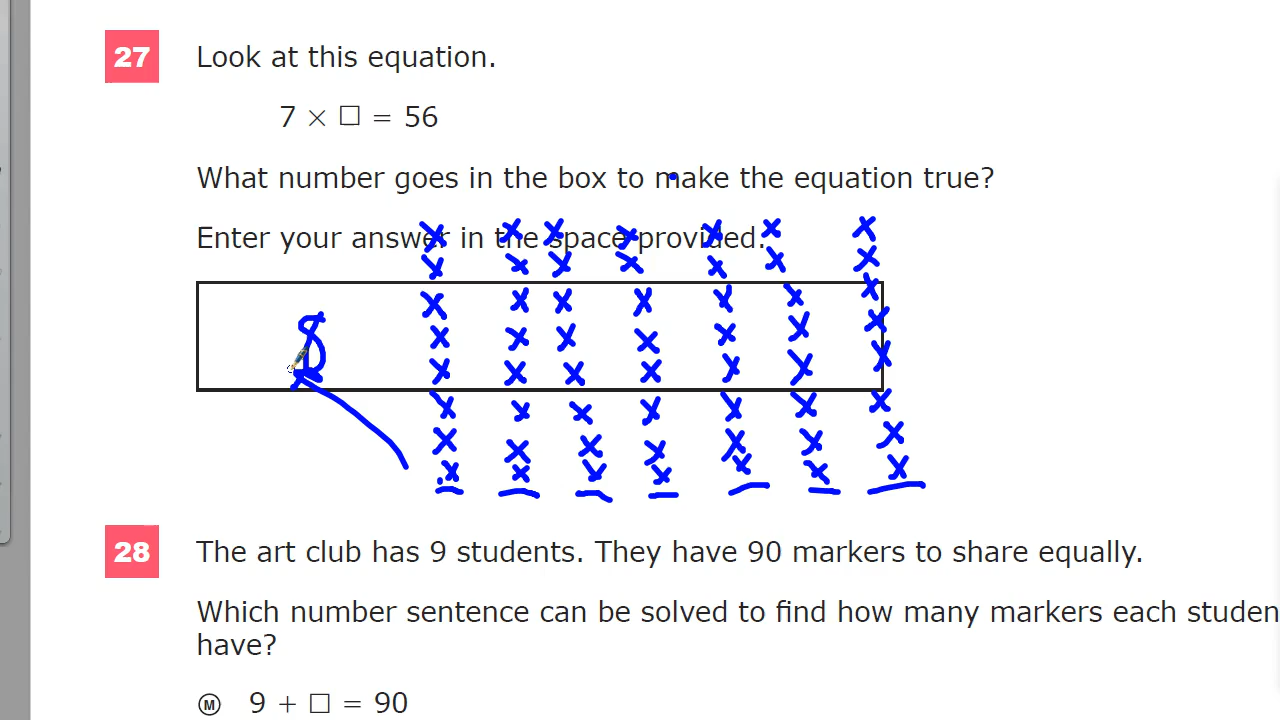 27 Look at this equation.
7 × □ = 56
What number goes in the box to make the equation true?
Enter your answer in the space provided.
8
x x x x x x x
x x x x x x x
x x x x x x x
x x x x x x x
x x x x x x x
x x x x x x x
x x x x x x x
x x x x x x x
28 The art club has 9 students. They have 90 markers to share equally.
Which number sentence can be solved to find how many markers each studen
have?
Ⓜ 9 + □ = 90